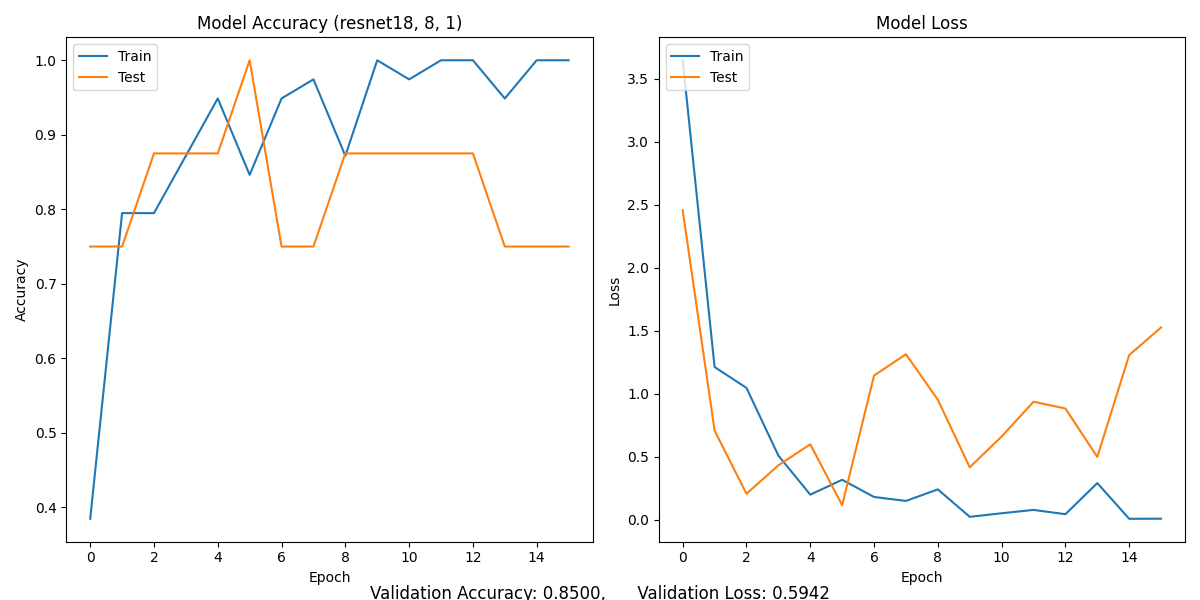 Model Accuracy (resnet18, 8, 1)
Train
Test
1.0
0.9
0.8
0.7
0.6
0.5
0.4
Accuracy
0 2 4 6 8 10 12 14
Epoch
Model Loss
Train
Test
3.5
3.0
2.5
2.0
1.5
1.0
0.5
0.0
Loss
0 2 4 6 8 10 12 14
Epoch
Validation Accuracy: 0.8500, Validation Loss: 0.5942